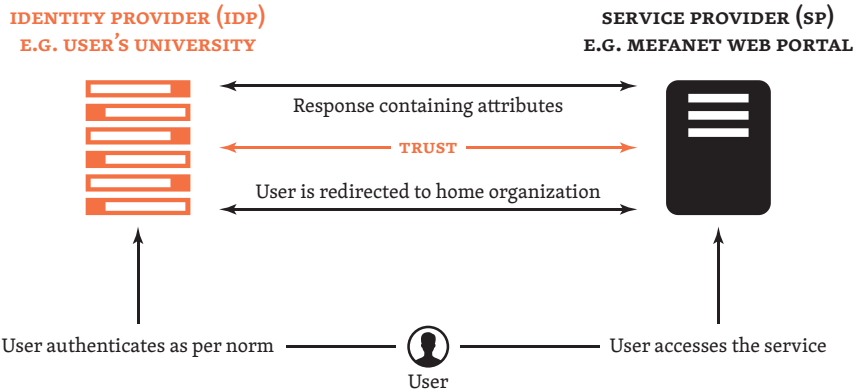 IDENTITY PROVIDER (IDP)
E.G. USER'S UNIVERSITY
SERVICE PROVIDER (SP)
E.G. MEFANET WEB PORTAL
Response containing attributes
TRUST
User is redirected to home organization
User authenticates as per norm
User accesses the service
User